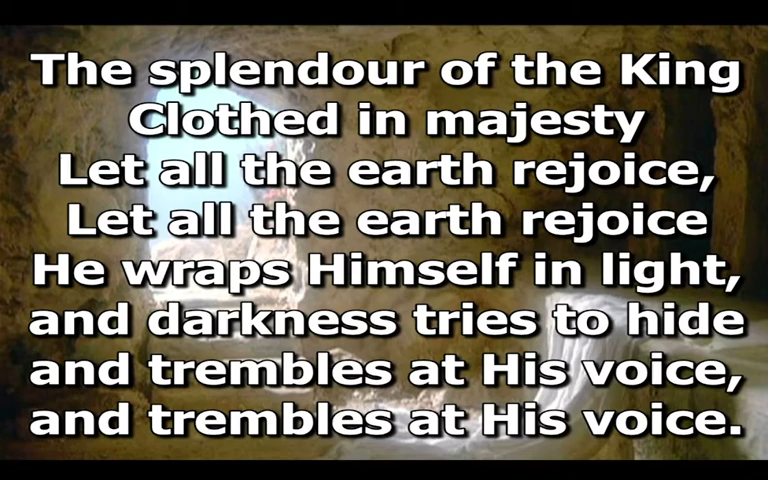 The splendour of the King
Clothed in majesty
Let all the earth rejoice,
Let all the earth rejoice
He wraps Himself in light,
and darkness tries to hide
and trembles at His voice,
and trembles at His voice.